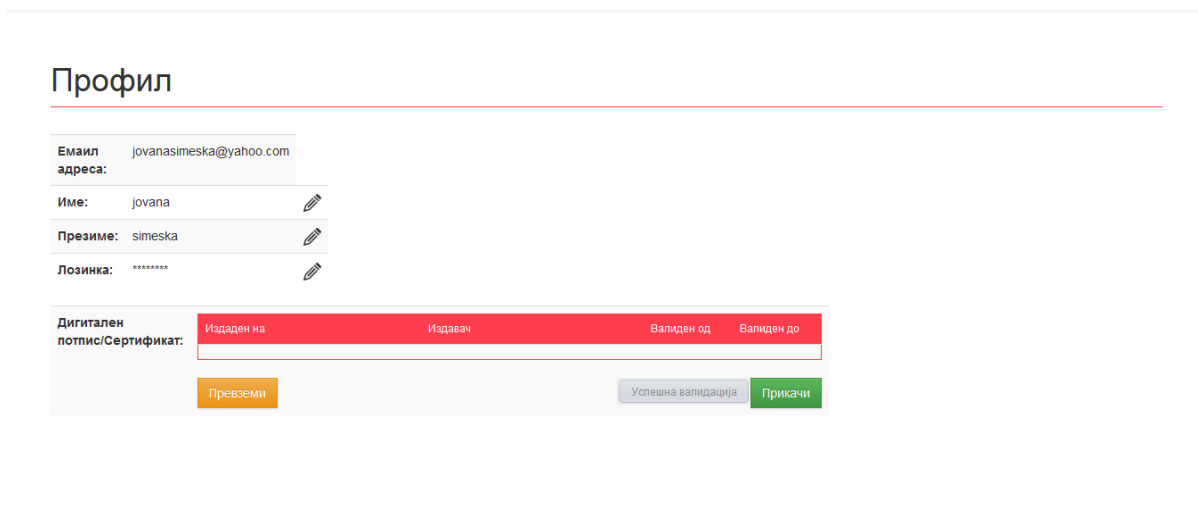 Профил
Емаил jovanasimeska@yahoo.com
адреса:
Име: jovana
Презиме: simeska
Лозинка: ********
Дигитален
потпис/Сертификат:
Издаден на Издавач Валиден од Валиден до
Превземи Успешна валидација Прикачи